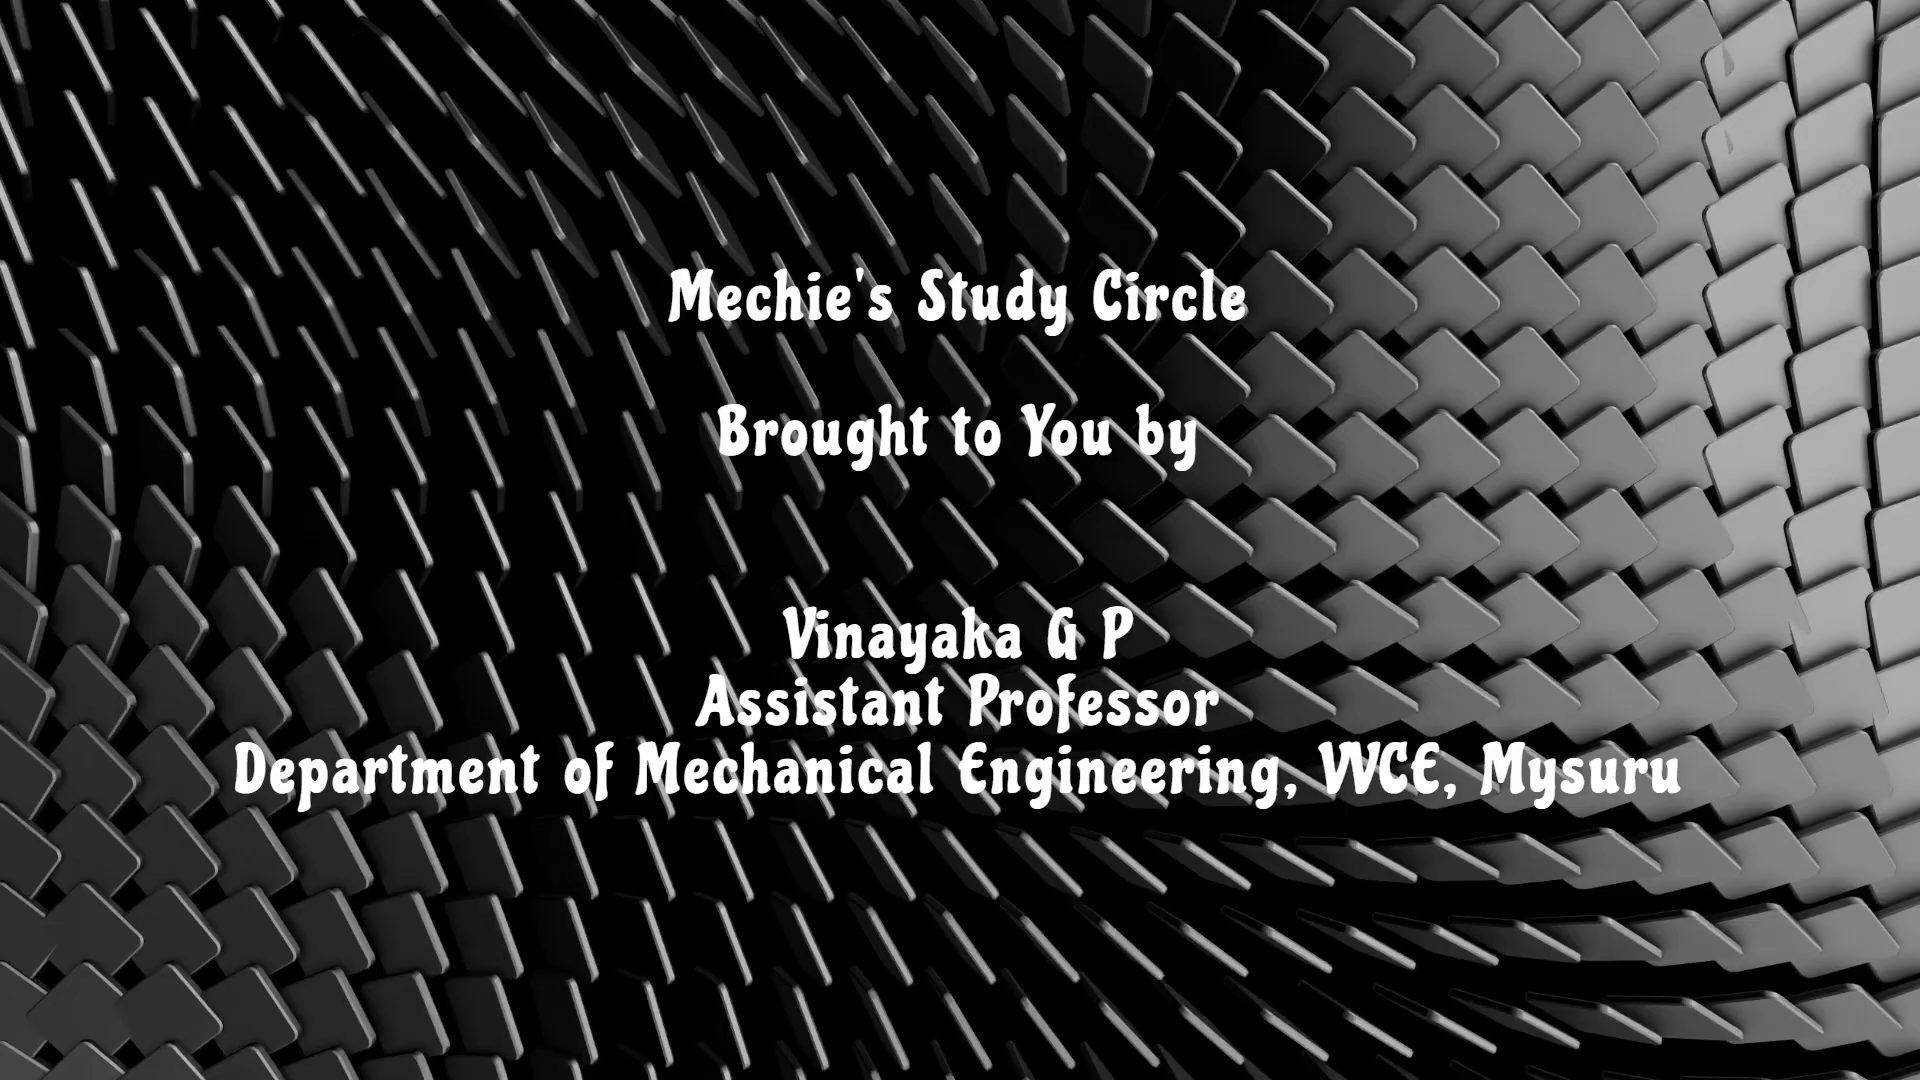 Mechie's Study Circle
Brought to You by
Vinayaka G P
Assistant Professor
Department of Mechanical Engineering, VVCE, Mysuru